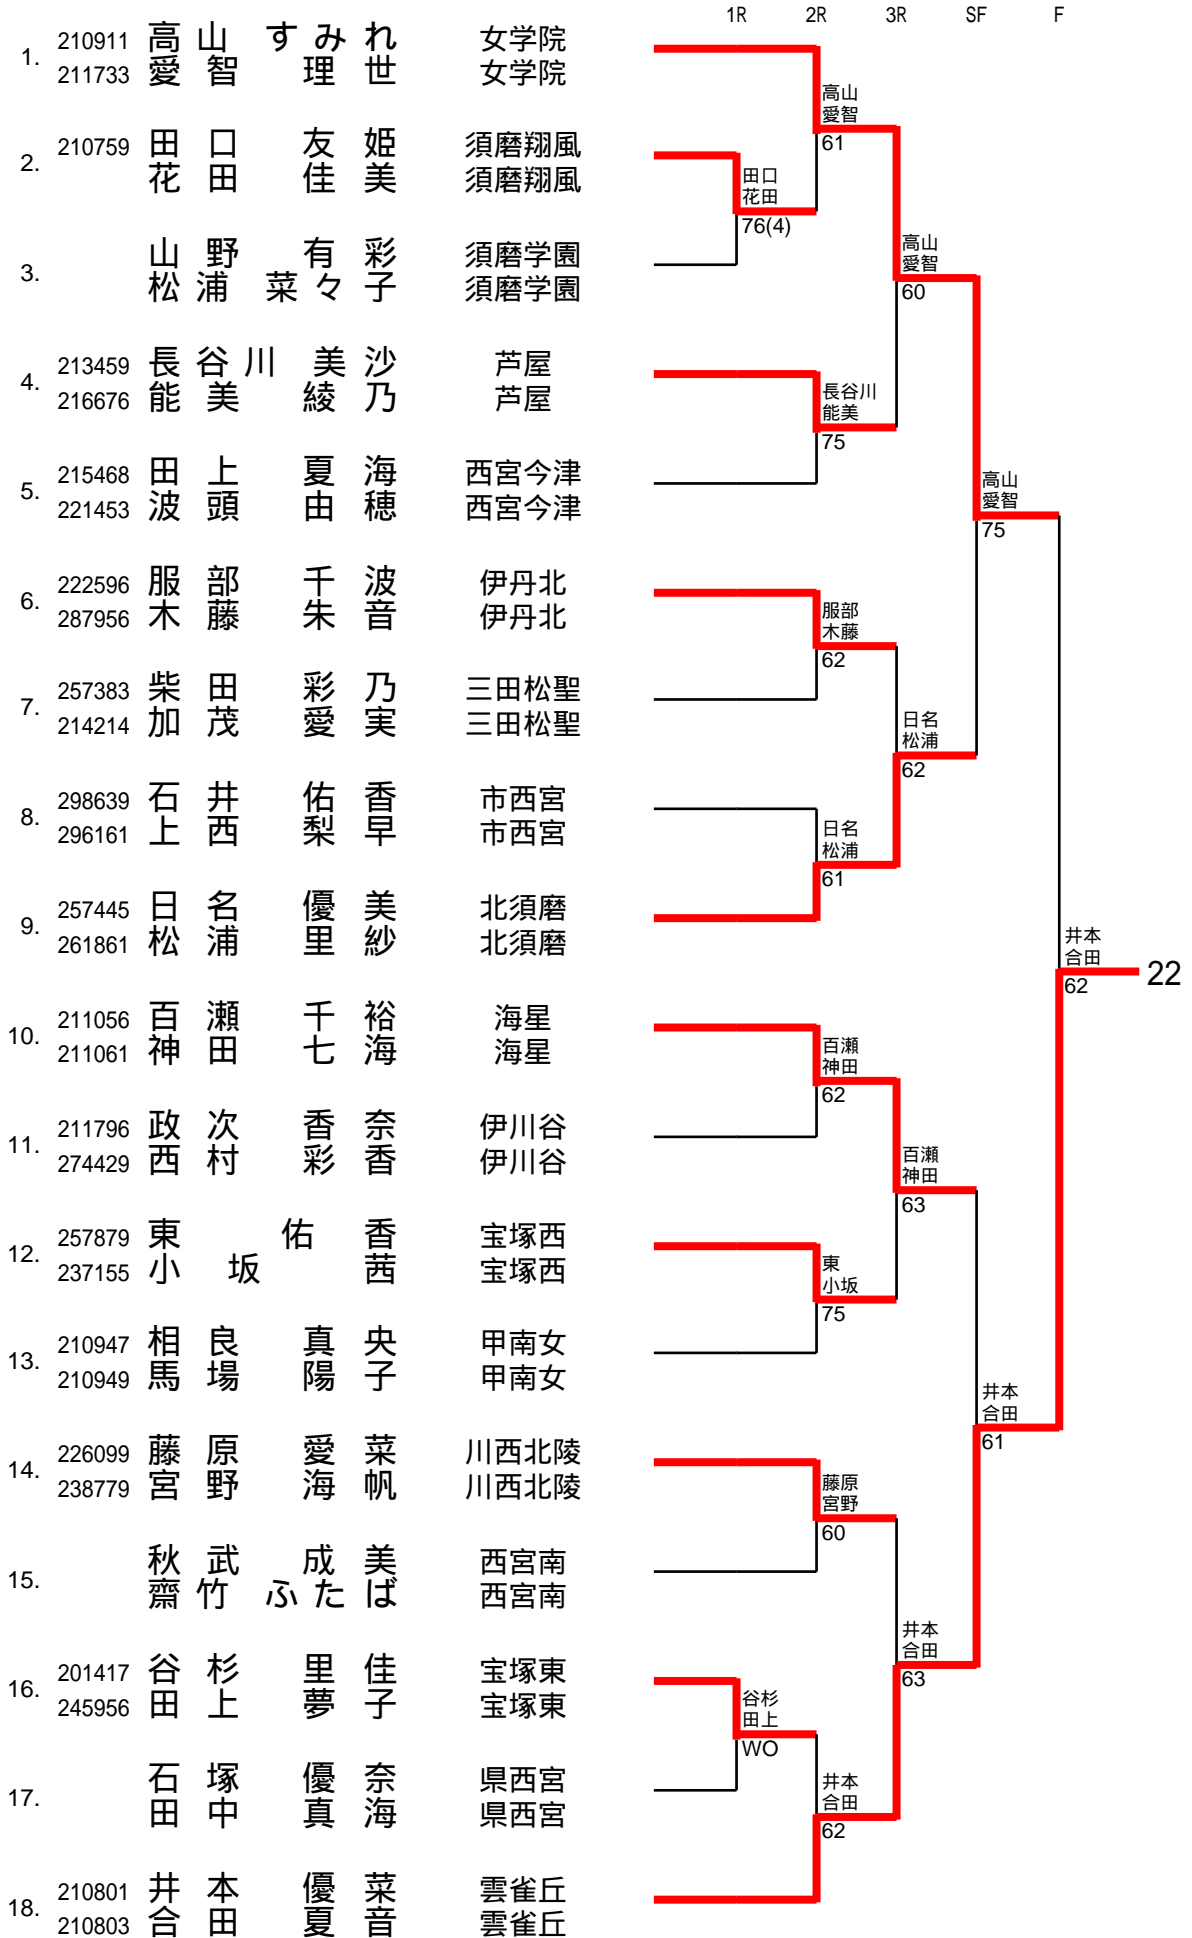 1R 2R 3R SF F
1.
210911 高山 すみれ 女学院
211733 愛智 理世 女学院
2.
210759 田口 友姫 須磨翔風
花田 佳美 須磨翔風
3.
山野 有彩 須磨学園
松浦 菜々子 須磨学園
4.
213459 長谷川 美沙 芦屋
216676 能美 綾乃 芦屋
5.
215468 田上 夏海 西宮今津
221453 波頭 由穂 西宮今津
6.
222596 服部 千波 伊丹北
287956 木藤 朱音 伊丹北
7.
257383 柴田 彩乃 三田松聖
214214 加茂 愛実 三田松聖
8.
298639 石井 佑香 市西宮
296161 上西 梨早 市西宮
9.
257445 日名 優美 北須磨
261861 松浦 里紗 北須磨
10.
211056 百瀬 千裕 海星
211061 神田 七海 海星
11.
211796 政次 香奈 伊川谷
274429 西村 彩香 伊川谷
12.
257879 東 佑香 宝塚西
237155 小坂 茜 宝塚西
13.
210947 相良 真央 甲南女
210949 馬場 陽子 甲南女
14.
226099 藤原 愛菜 川西北陵
238779 宮野 海帆 川西北陵
15.
秋武 成美 西宮南
齋竹 ふたば 西宮南
16.
201417 谷杉 里佳 宝塚東
245956 田上 夢子 宝塚東
17.
石塚 優奈 県西宮
田中 真海 県西宮
18.
210801 井本 優菜 雲雀丘
210803 合田 夏音 雲雀丘
田口
花田
76(4)
谷杉
田上
WO
高山
愛智
61
長谷川
能美
75
服部
木藤
62
日名
松浦
61
百瀬
神田
62
東
小坂
75
藤原
宮野
60
井本
合田
62
高山
愛智
60
日名
松浦
62
百瀬
神田
63
井本
合田
63
高山
愛智
75
井本
合田
61
井本
合田
62
22